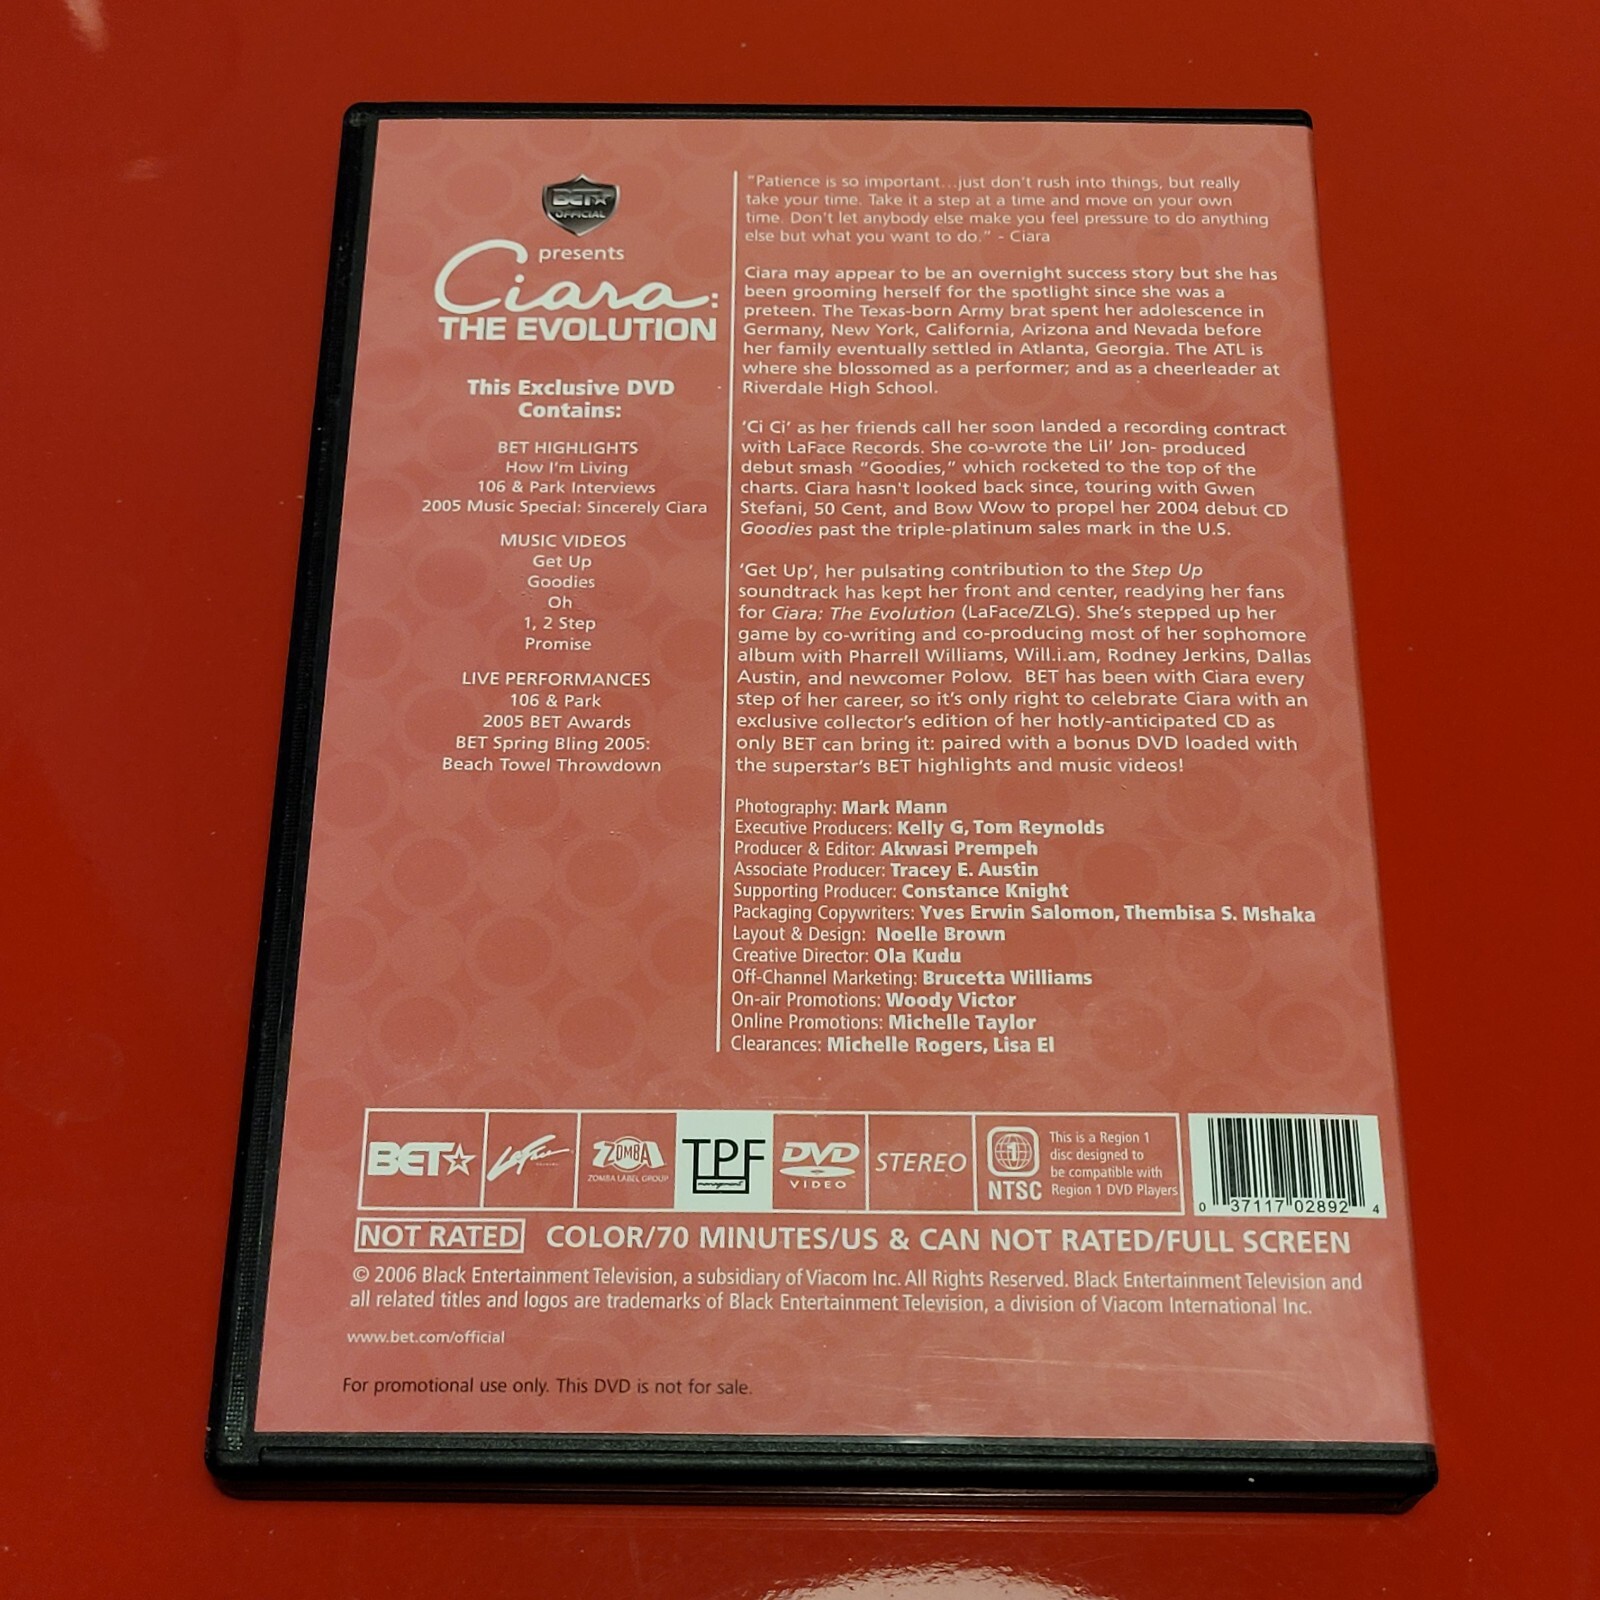 BET★
OFFICIAL
presents
Ciara:
THE EVOLUTION
This Exclusive DVD
Contains:
BET HIGHLIGHTS
How I'm Living
106 & Park Interviews
2005 Music Special: Sincerely Ciara
MUSIC VIDEOS
Get Up
Goodies
Oh
1, 2 Step
Promise
LIVE PERFORMANCES
106 & Park
2005 BET Awards
BET Spring Bling 2005:
Beach Towel Throwdown
"Patience is so important...just don't rush into things, but really
take your time. Take it a step at a time and move on your own
time. Don't let anybody else make you feel pressure to do anything
else but what you want to do." - Ciara
Ciara may appear to be an overnight success story but she has
been grooming herself for the spotlight since she was a
preteen. The Texas-born Army brat spent her adolescence in
Germany, New York, California, Arizona and Nevada before
her family eventually settled in Atlanta, Georgia. The ATL is
where she blossomed as a performer; and as a cheerleader at
Riverdale High School.
'Ci Ci' as her friends call her soon landed a recording contract
with LaFace Records. She co-wrote the Lil' Jon- produced
debut smash "Goodies," which rocketed to the top of the
charts. Ciara hasn't looked back since, touring with Gwen
Stefani, 50 Cent, and Bow Wow to propel her 2004 debut CD
Goodies past the triple-platinum sales mark in the U.S.
'Get Up', her pulsating contribution to the Step Up
soundtrack has kept her front and center, readying her fans
for Ciara: The Evolution (LaFace/ZLG). She's stepped up her
game by co-writing and co-producing most of her sophomore
album with Pharrell Williams, Will.i.am, Rodney Jerkins, Dallas
Austin, and newcomer Polow. BET has been with Ciara every
step of her career, so it's only right to celebrate Ciara with an
exclusive collector's edition of her hotly-anticipated CD as
only BET can bring it: paired with a bonus DVD loaded with
the superstar's BET highlights and music videos!
Photography: Mark Mann
Executive Producers: Kelly G, Tom Reynolds
Producer & Editor: Akwasi Prempeh
Associate Producer: Tracey E. Austin
Supporting Producer: Constance Knight
Packaging Copywriters: Yves Erwin Salomon, Thembisa S. Mshaka
Layout & Design: Noelle Brown
Creative Director: Ola Kudu
Off-Channel Marketing: Brucetta Williams
On-air Promotions: Woody Victor
Online Promotions: Michelle Taylor
Clearances: Michelle Rogers, Lisa El
BET★
LaFace
ZOMBA
ZOMBA LABEL GROUP
TPF
management
DVD
VIDEO
STEREO
1
NTSC
This is a Region 1
disc designed to
be compatible with
Region 1 DVD Players
0 37117 02892 4
NOT RATED COLOR/70 MINUTES/US & CAN NOT RATED/FULL SCREEN
© 2006 Black Entertainment Television, a subsidiary of Viacom Inc. All Rights Reserved. Black Entertainment Television and
all related titles and logos are trademarks of Black Entertainment Television, a division of Viacom International Inc.
www.bet.com/official
For promotional use only. This DVD is not for sale.